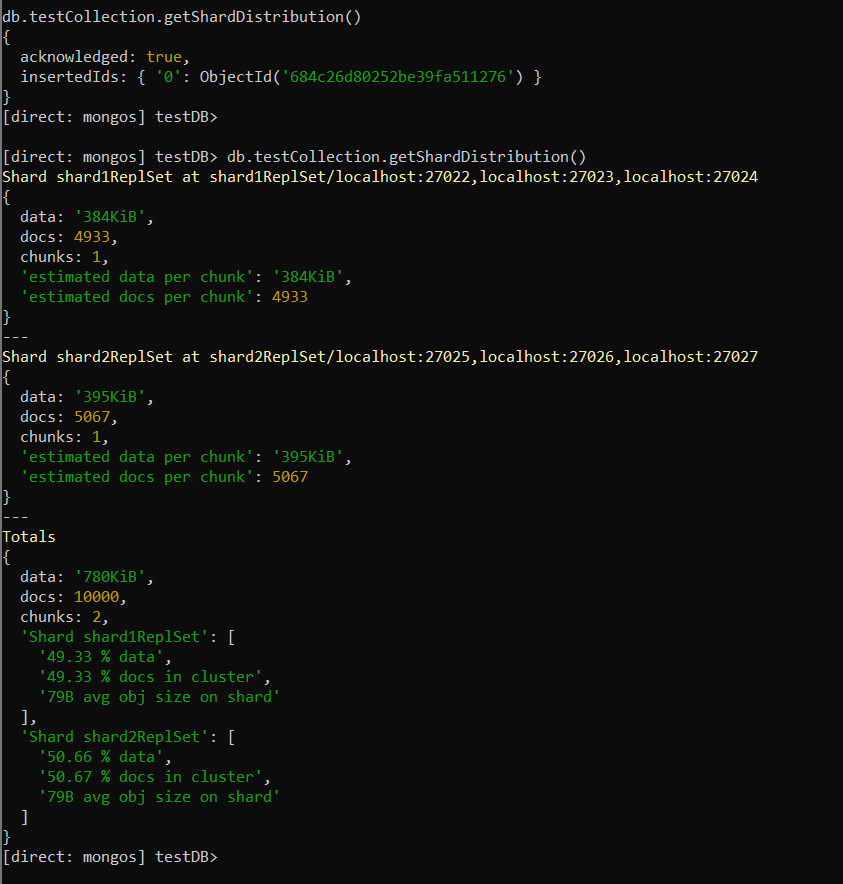 db.testCollection.getShardDistribution()
{
  acknowledged: true,
  insertedIds: { '0': ObjectId('684c26d80252be39fa511276') }
}
[direct: mongos] testDB>

[direct: mongos] testDB> db.testCollection.getShardDistribution()
Shard shard1ReplSet at shard1ReplSet/localhost:27022,localhost:27023,localhost:27024
{
  data: '384KiB',
  docs: 4933,
  chunks: 1,
  'estimated data per chunk': '384KiB',
  'estimated docs per chunk': 4933
}
---
Shard shard2ReplSet at shard2ReplSet/localhost:27025,localhost:27026,localhost:27027
{
  data: '395KiB',
  docs: 5067,
  chunks: 1,
  'estimated data per chunk': '395KiB',
  'estimated docs per chunk': 5067
}
---
Totals
{
  data: '780KiB',
  docs: 10000,
  chunks: 2,
  'Shard shard1ReplSet': [
    '49.33 % data',
    '49.33 % docs in cluster',
    '79B avg obj size on shard'
  ],
  'Shard shard2ReplSet': [
    '50.66 % data',
    '50.67 % docs in cluster',
    '79B avg obj size on shard'
  ]
}
[direct: mongos] testDB>